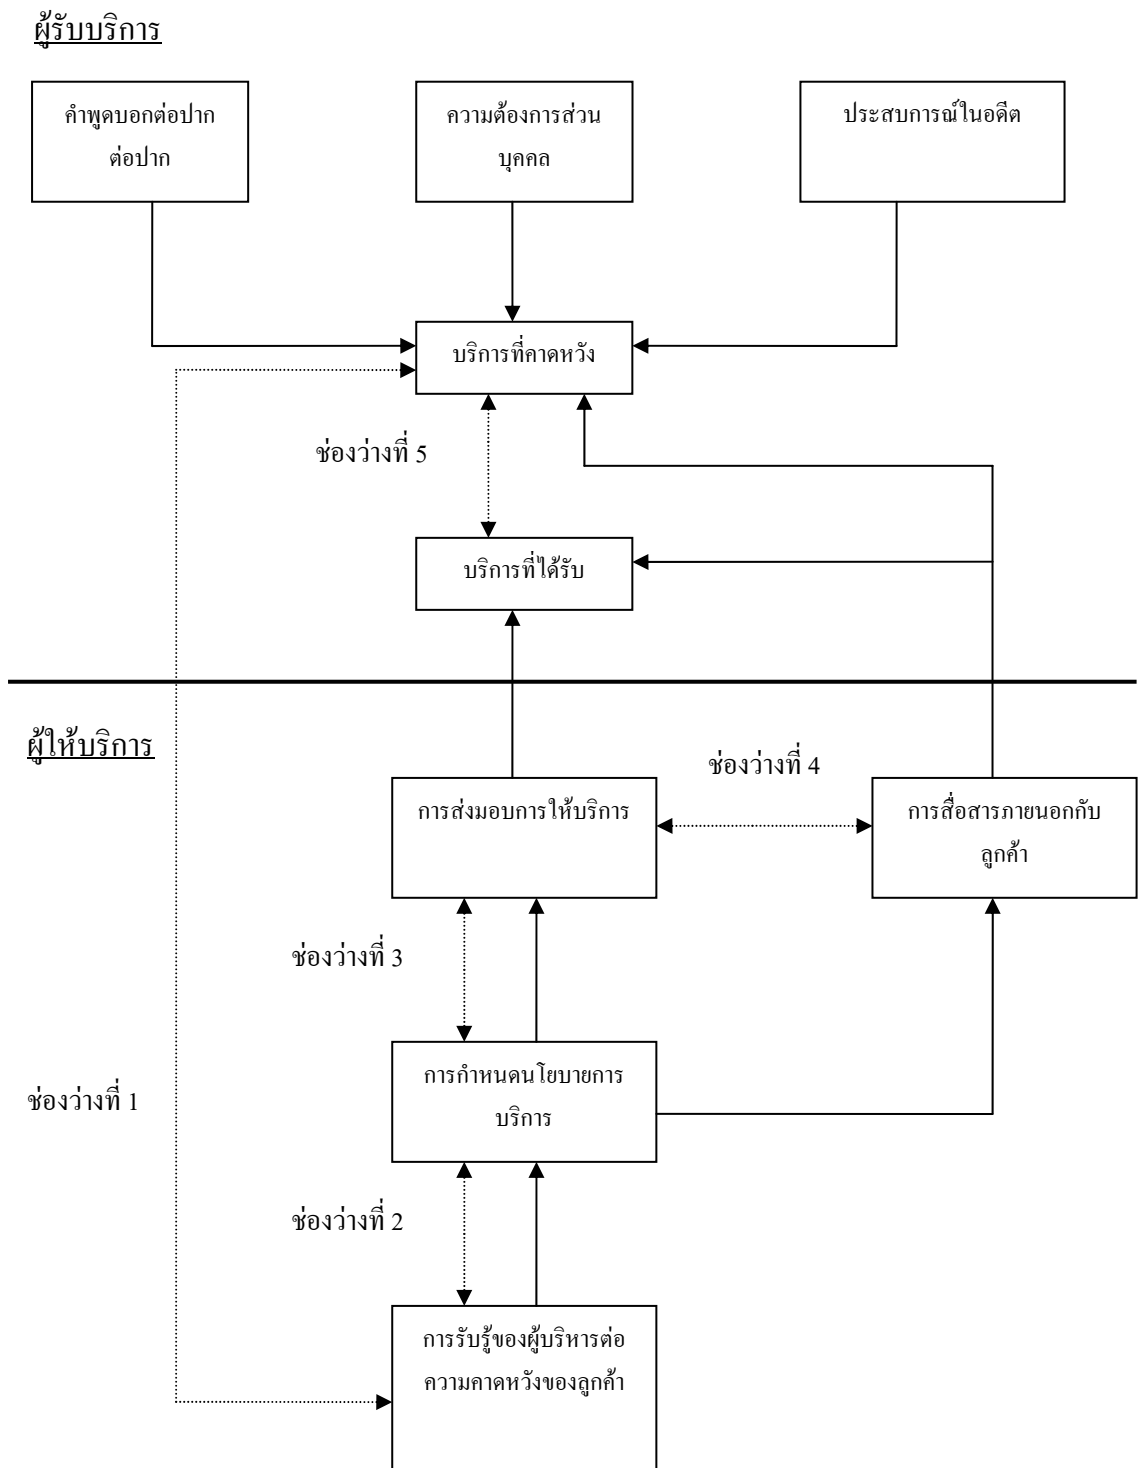 ผู้รับบริการ
คำพูดบอกต่อปาก
ต่อปาก
ความต้องการส่วน
บุคคล
ประสบการณ์ในอดีต
บริการที่คาดหวัง
ช่องว่างที่ 5
บริการที่ได้รับ
ผู้ให้บริการ
ช่องว่างที่ 4
การส่งมอบการให้บริการ
การสื่อสารภายนอกกับ
ลูกค้า
ช่องว่างที่ 3
การกำหนดนโยบายการ
บริการ
ช่องว่างที่ 1
ช่องว่างที่ 2
การรับรู้ของผู้บริหารต่อ
ความคาดหวังของลูกค้า